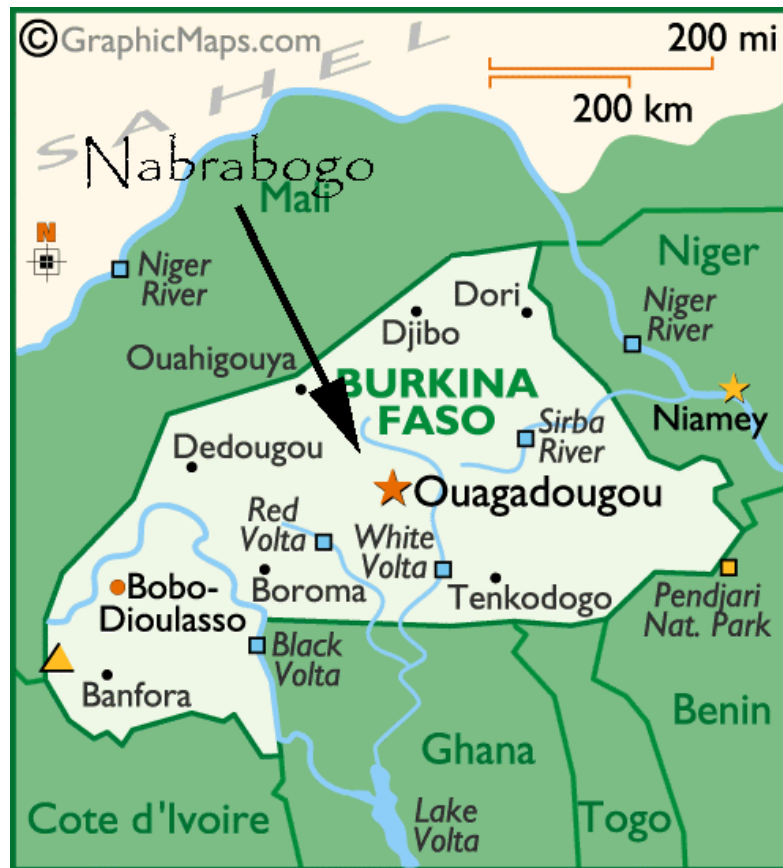 ©GraphicMaps.com
200 mi
200 km
SAHEL
Nabrabogo
Mali
N
Niger
River
Niger
Dori
Djibo
Niger
River
Ouahigouya
BURKINA
FASO
Niamey
Sirba
River
Dedougou
Ouagadougou
Red
Volta
White
Volta
Boroma
Tenkodogo
Bobo-
Dioulasso
Pendjari
Nat. Park
Black
Volta
Banfora
Benin
Ghana
Cote d'Ivoire
Lake
Volta
Togo